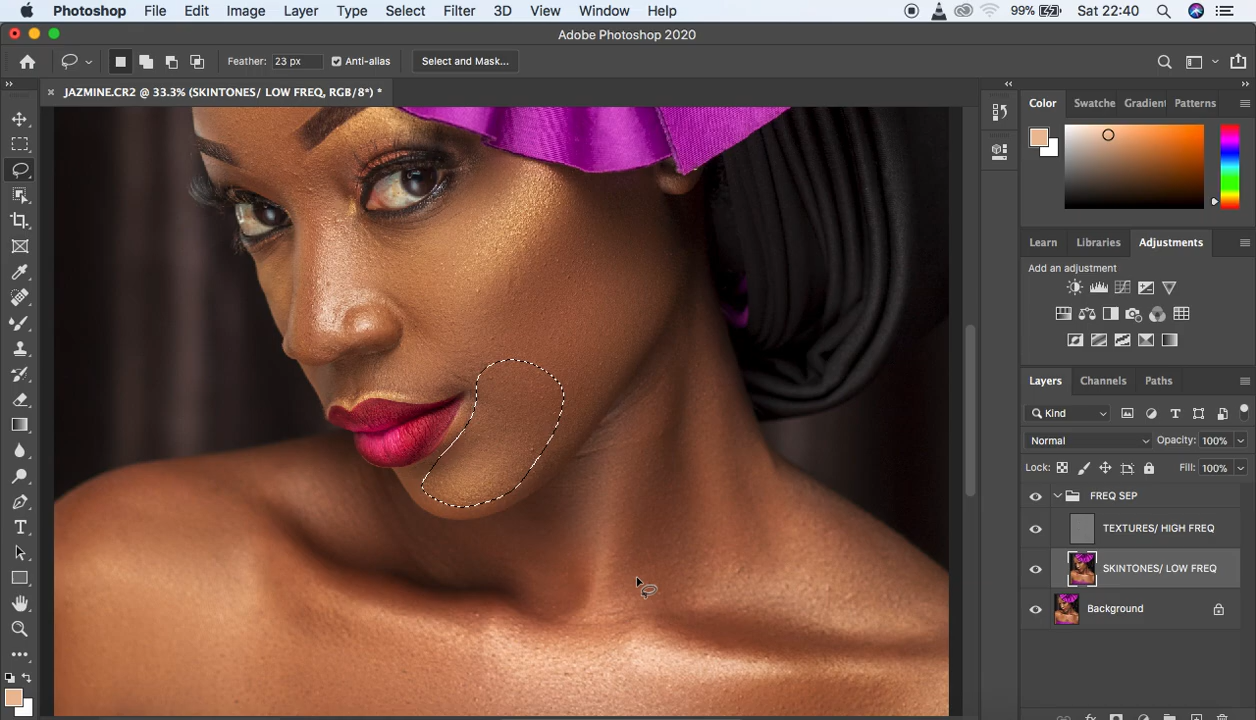 Photoshop File Edit Image Layer Type Select Filter 3D View Window Help 99% Sat 22:40
Adobe Photoshop 2020
Feather: 23 px Anti-alias Select and Mask...
JAZMINE.CR2 @ 33.3% (SKINTONES/ LOW FREQ, RGB/8*) *
Color Swatche Gradien Patterns
Learn Libraries Adjustments
Add an adjustment
Layers Channels Paths
Kind
Normal Opacity: 100%
Lock: Fill: 100%
FREQ SEP
TEXTURES/ HIGH FREQ
SKINTONES/ LOW FREQ
Background